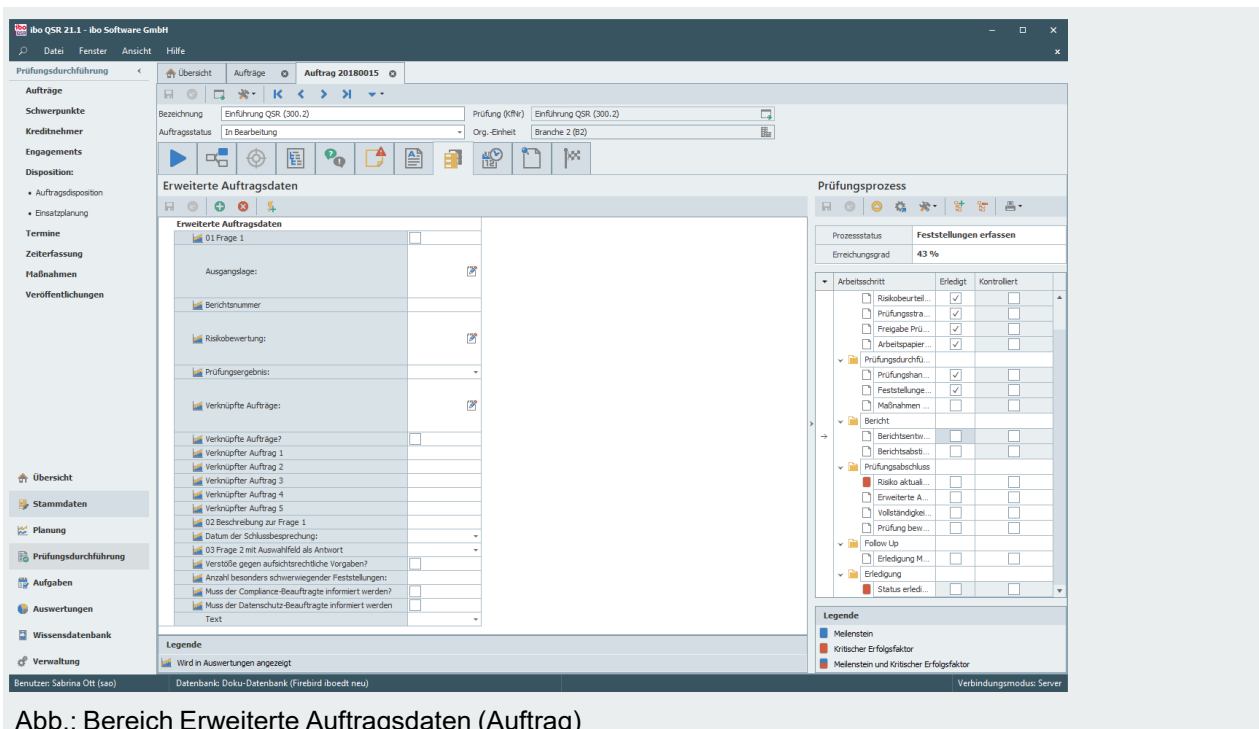 ibo QSR 21.1 - ibo Software GmbH
Datei Fenster Ansicht Hilfe
Prüfungsdurchführung
Aufträge
Schwerpunkte
Kreditnehmer
Engagements
Disposition:
• Auftragsdisposition
• Einsatzplanung
Termine
Zeiterfassung
Maßnahmen
Veröffentlichungen
Übersicht
Stammdaten
Planung
Prüfungsdurchführung
Aufgaben
Auswertungen
Wissensdatenbank
Verwaltung
Übersicht Aufträge Auftrag 20180015
Bezeichnung Einführung QSR (300.2) Prüfung (KfNr) Einführung QSR (300.2)
Auftragsstatus In Bearbeitung Org.-Einheit Branche 2 (B2)
Erweiterte Auftragsdaten
Erweiterte Auftragsdaten
01 Frage 1
Ausgangslage:
Berichtsnummer
Risikobewertung:
Prüfungsergebnis:
Verknüpfte Aufträge:
Verknüpfte Aufträge?
Verknüpfter Auftrag 1
Verknüpfter Auftrag 2
Verknüpfter Auftrag 3
Verknüpfter Auftrag 4
Verknüpfter Auftrag 5
02 Beschreibung zur Frage 1
Datum der Schlussbesprechung:
03 Frage 2 mit Auswahlfeld als Antwort
Verstöße gegen aufsichtsrechtliche Vorgaben?
Anzahl besonders schwerwiegender Feststellungen:
Muss der Compliance-Beauftragte informiert werden?
Muss der Datenschutz-Beauftragte informiert werden
Text
Legende
Wird in Auswertungen angezeigt
Prüfungsprozess
Prozessstatus Feststellungen erfassen
Erreichungsgrad 43 %
Arbeitsschritt Erledigt Kontrolliert
Risikobeurteil...
Prüfungsstra...
Freigabe Prü...
Arbeitspapier...
Prüfungsdurchfü...
Prüfungshan...
Feststellunge...
Maßnahmen ...
Bericht
Berichtsentw...
Berichtsabsti...
Prüfungsabschluss
Risiko aktuali...
Erweiterte A...
Vollständigkei...
Prüfung bew...
Follow Up
Erledigung M...
Erledigung
Status erledi...
Legende
Meilenstein
Kritischer Erfolgsfaktor
Meilenstein und Kritischer Erfolgsfaktor
Benutzer: Sabrina Ott (sao) Datenbank: Doku-Datenbank (Firebird iboedt neu) Verbindungsmodus: Server
Abb.: Bereich Erweiterte Auftragsdaten (Auftrag)